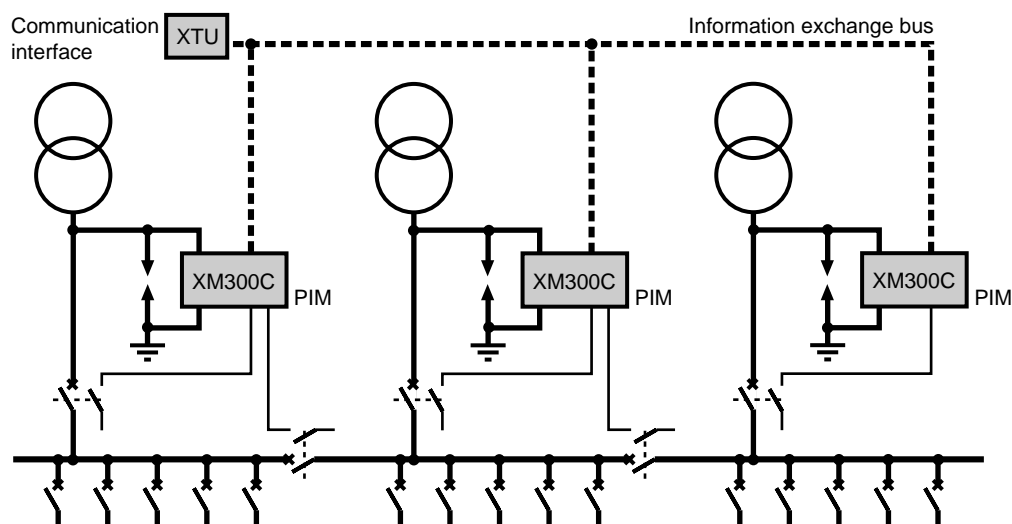 Communication
interface
XTU
Information exchange bus
XM300C
PIM
XM300C
PIM
XM300C
PIM